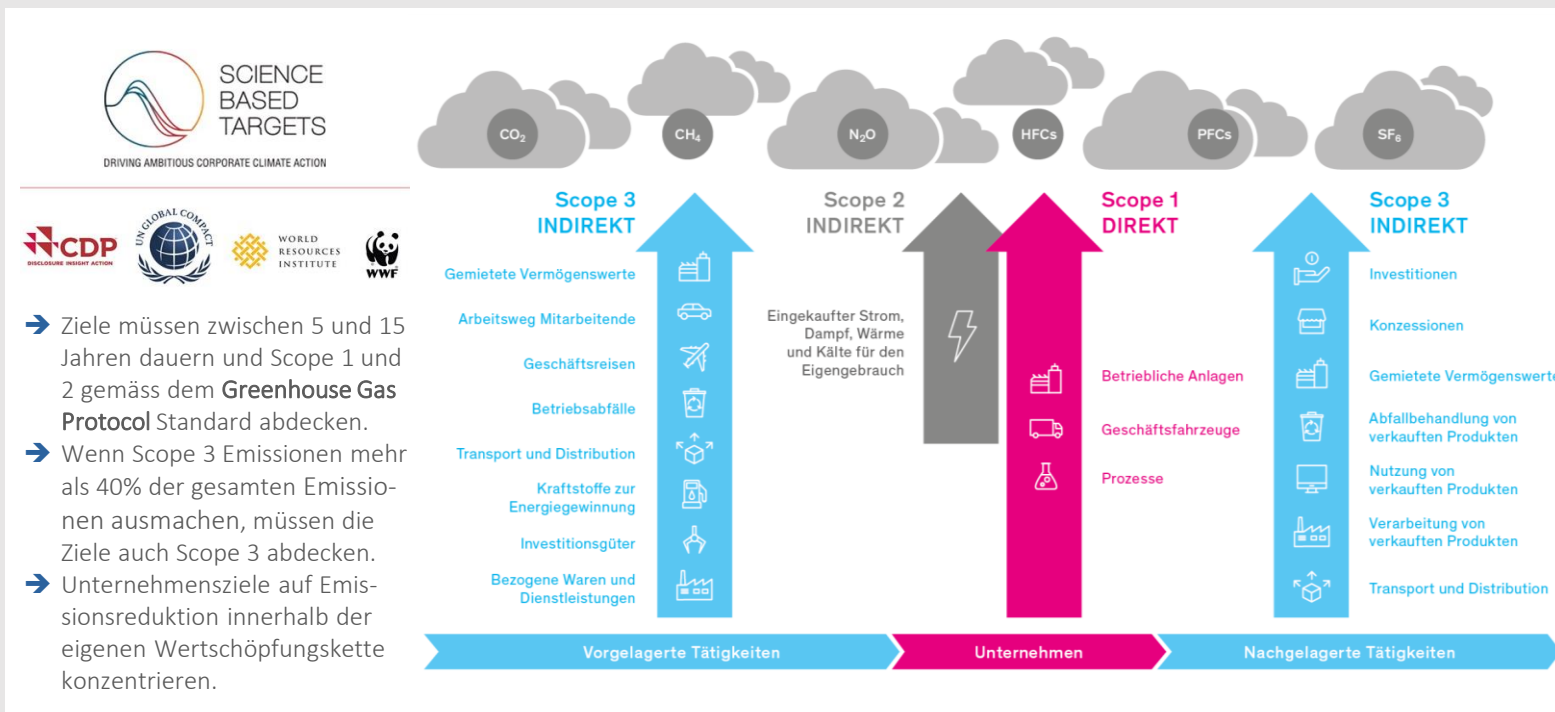 SCIENCE
BASED
TARGETS
DRIVING AMBITIOUS CORPORATE CLIMATE ACTION
CDP
DISCLOSURE INSIGHT ACTION
UN GLOBAL COMPACT
WORLD
RESOURCES
INSTITUTE
WWF
➔ Ziele müssen zwischen 5 und 15
Jahren dauern und Scope 1 und
2 gemäss dem Greenhouse Gas
Protocol Standard abdecken.
➔ Wenn Scope 3 Emissionen mehr
als 40% der gesamten Emissio-
nen ausmachen, müssen die
Ziele auch Scope 3 abdecken.
➔ Unternehmensziele auf Emis-
sionsreduktion innerhalb der
eigenen Wertschöpfungskette
konzentrieren.
CO₂
CH₄
N₂O
HFCs
PFCs
SF₆
Scope 3
INDIREKT
Gemietete Vermögenswerte
Arbeitsweg Mitarbeitende
Geschäftsreisen
Betriebsabfälle
Transport und Distribution
Kraftstoffe zur
Energiegewinnung
Investitionsgüter
Bezogene Waren und
Dienstleistungen
Scope 2
INDIREKT
Eingekaufter Strom,
Dampf, Wärme
und Kälte für den
Eigengebrauch
Scope 1
DIREKT
Betriebliche Anlagen
Geschäftsfahrzeuge
Prozesse
Scope 3
INDIREKT
Investitionen
Konzessionen
Gemietete Vermögenswerte
Abfallbehandlung von
verkauften Produkten
Nutzung von
verkauften Produkten
Verarbeitung von
verkauften Produkten
Transport und Distribution
Vorgelagerte Tätigkeiten
Unternehmen
Nachgelagerte Tätigkeiten